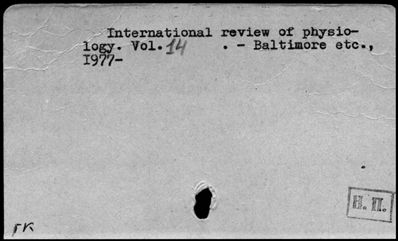 International review of physio-
logy. Vol. 14 . - Baltimore etc.,
1977-
Н. П.
ГК